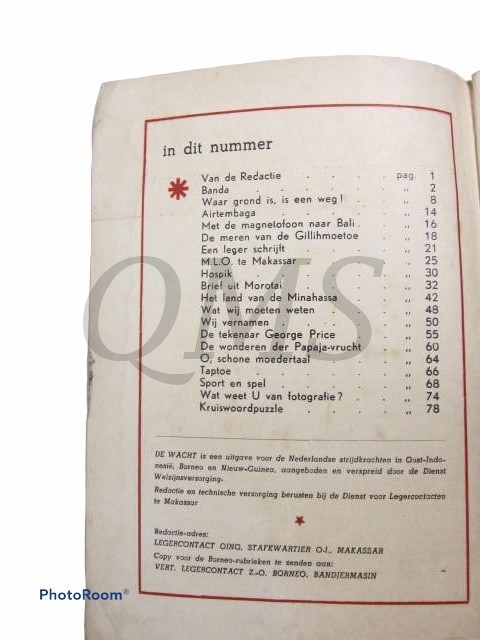 in dit nummer
Van de Redactie . . . . pag. 1
Banda . . . . . . „ 2
Waar grond is, is een weg! . . „ 8
Airtembaga . . . . . „ 14
Met de magnelofoon naar Bali . . „ 16
De meren van de Gillihmoetoe . . „ 18
Een leger schrijft . . . . „ 21
M.L.O. te Makassar . . . . „ 25
Hospik . . . . . . „ 30
Brief uit Morotai . . . . „ 32
Het land van de Minahassa . . „ 42
Wat wij moeten weten . . . „ 48
Wij vernamen . . . . . „ 50
De tekenaar George Price . . „ 55
De wonderen der Papaja-vrucht . „ 60
O, schone moedertaal . . . „ 64
Taptoe . . . . . . „ 66
Sport en spel . . . . . „ 68
Wat weet U van fotografie? . . „ 74
Kruiswoordpuzzle . . . . „ 78
QMS
DE WACHT is een uitgave voor de Nederlandse strijdkrachten in Oost-Indo-
nesië, Borneo en Nieuw-Guinea, aangeboden en verspreid door de Dienst
Welzijnsverzorging.
Redactie en technische verzorging berusten bij de Dienst voor Legercontacten
te Makassar
Redactie-adres:
LEGERCONTACT OING, STAFKWARTIER O-I., MAKASSAR
Copy voor de Borneo-rubrieken te zenden aan:
VERT. LEGERCONTACT Z.-O. BORNEO, BANDJERMASIN
PhotoRoom®